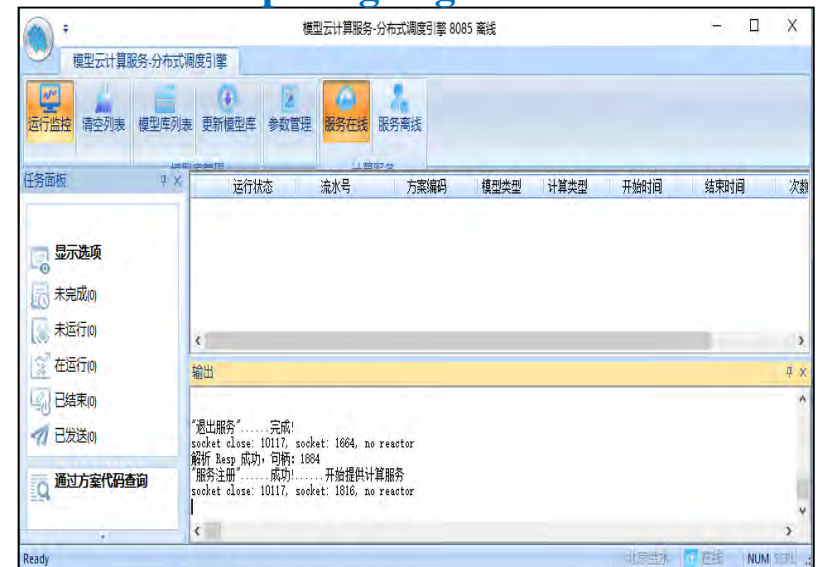 模型云计算服务-分布式调度引擎 8085 离线
模型云计算服务-分布式调度引擎
运行监控 清空列表 模型库列表 更新模型库 参数管理 服务在线 服务离线
任务面板
运行状态 流水号 方案编码 模型类型 计算类型 开始时间 结束时间 次数
显示选项
未完成(0)
未运行(0)
在运行(0)
已结束(0)
已发送(0)
通过方案代码查询
输出
"退出服务"......完成!
socket close: 10117, socket: 1664, no reactor
解析 Resp 成功, 句柄: 1884
"服务注册"......成功!......开始提供计算服务
socket close: 10117, socket: 1816, no reactor
Ready 在线 NUM SCRL